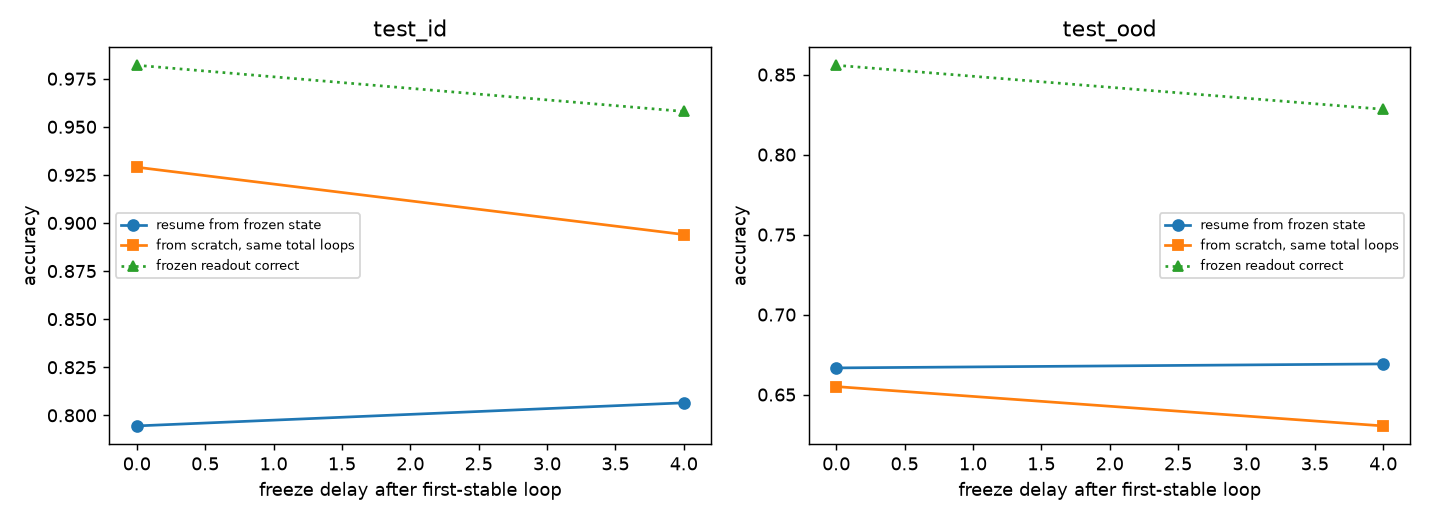 test_id
accuracy
0.975
0.950
0.925
0.900
0.875
0.850
0.825
0.800
resume from frozen state
from scratch, same total loops
frozen readout correct
0.0 0.5 1.0 1.5 2.0 2.5 3.0 3.5 4.0
freeze delay after first-stable loop
test_ood
accuracy
0.85
0.80
0.75
0.70
0.65
resume from frozen state
from scratch, same total loops
frozen readout correct
0.0 0.5 1.0 1.5 2.0 2.5 3.0 3.5 4.0
freeze delay after first-stable loop